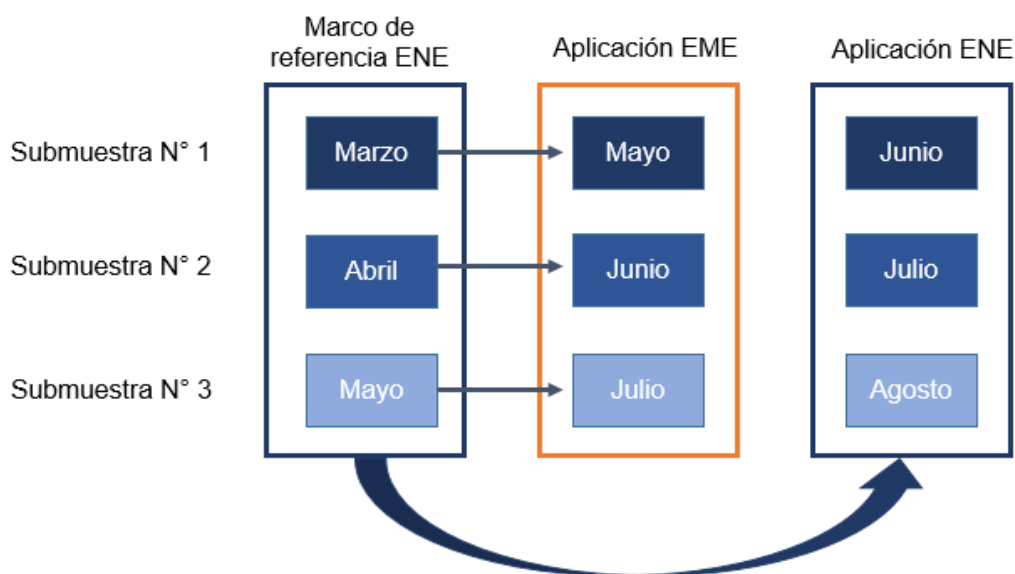 Marco de
referencia ENE
Aplicación EME
Aplicación ENE
Submuestra N° 1
Marzo
Mayo
Junio
Submuestra N° 2
Abril
Junio
Julio
Submuestra N° 3
Mayo
Julio
Agosto